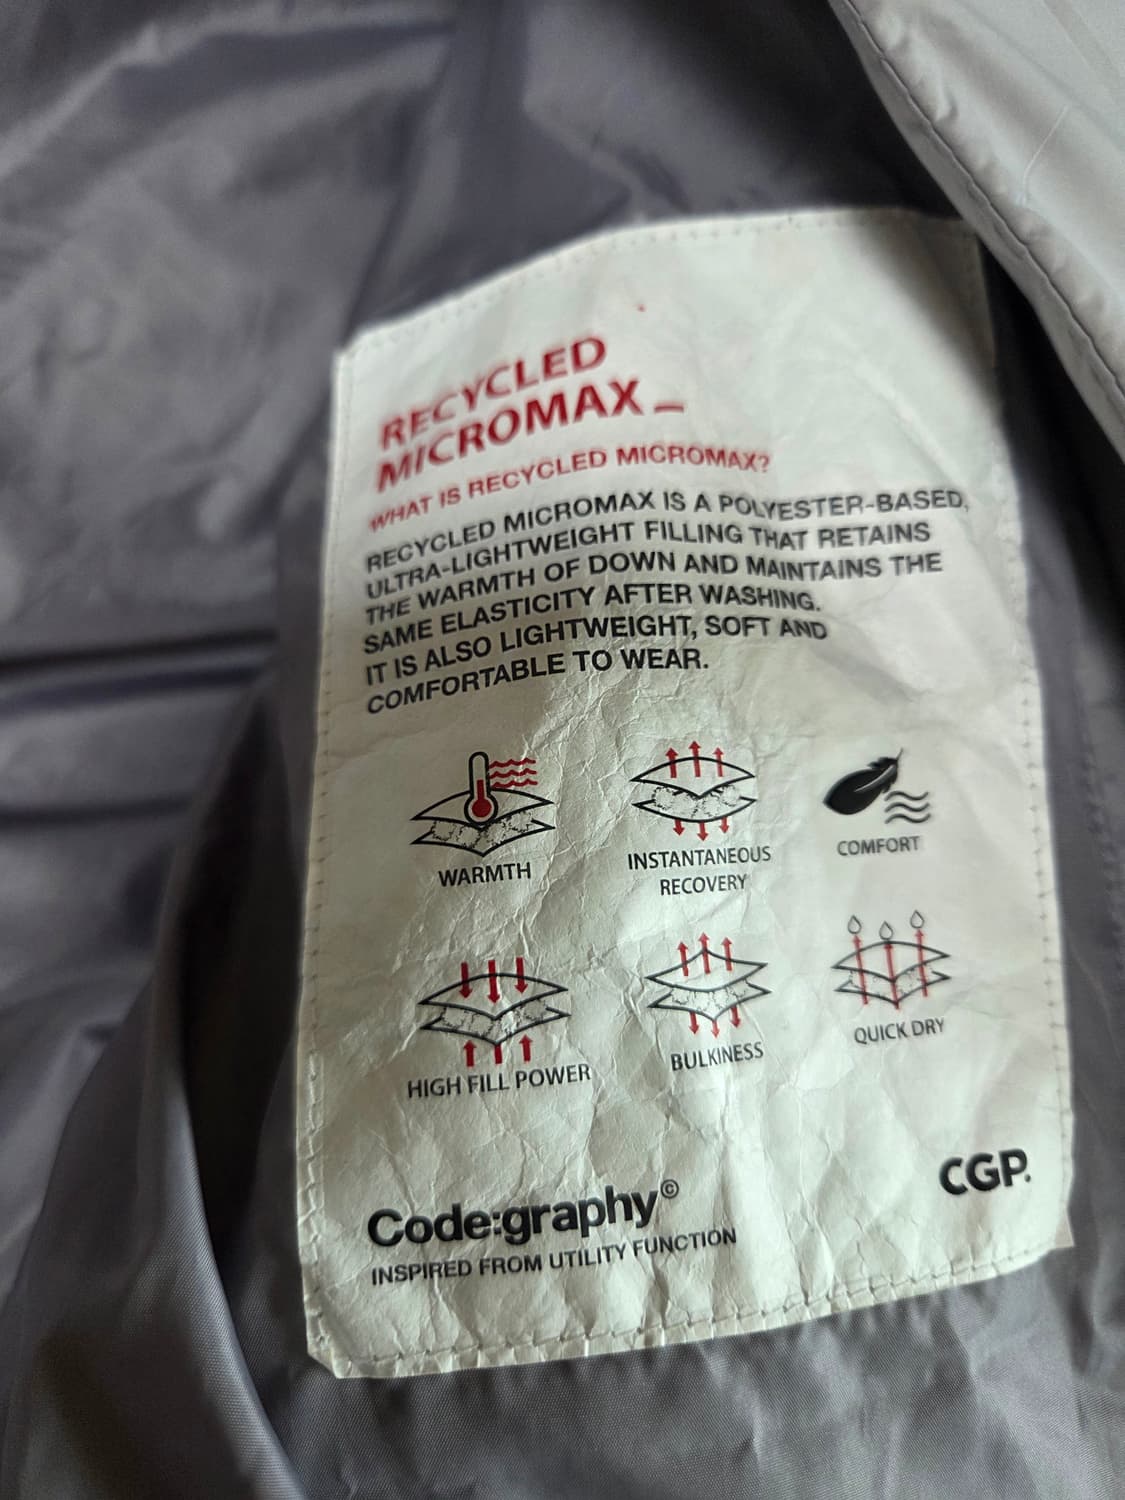 RECYCLED
MICROMAX_
WHAT IS RECYCLED MICROMAX?
RECYCLED MICROMAX IS A POLYESTER-BASED,
ULTRA-LIGHTWEIGHT FILLING THAT RETAINS
THE WARMTH OF DOWN AND MAINTAINS THE
SAME ELASTICITY AFTER WASHING.
IT IS ALSO LIGHTWEIGHT, SOFT AND
COMFORTABLE TO WEAR.
WARMTH
INSTANTANEOUS
RECOVERY
COMFORT
HIGH FILL POWER
BULKINESS
QUICK DRY
Code:graphy©
INSPIRED FROM UTILITY FUNCTION
CGP.